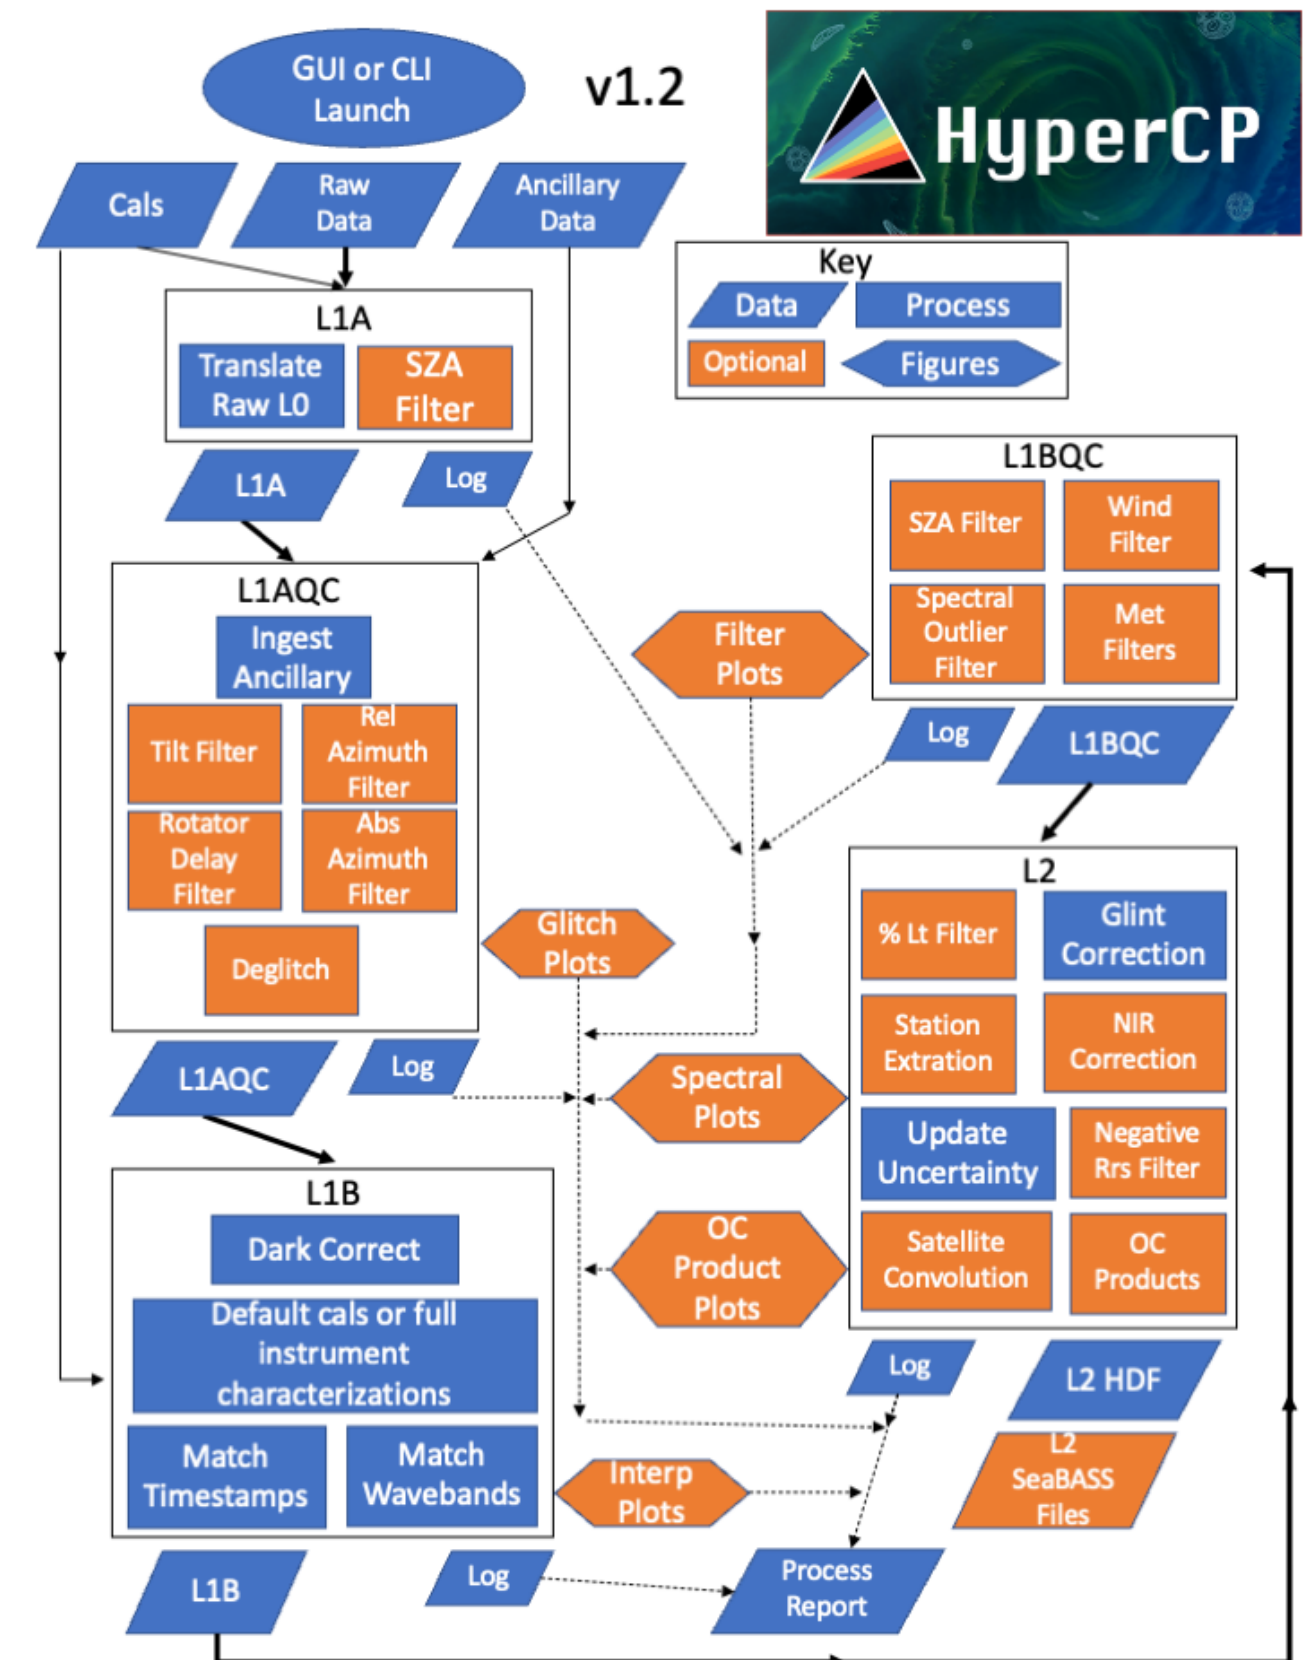 GUI or CLI
Launch
v1.2
HyperCP
Cals
Raw
Data
Ancillary
Data
Key
Data
Process
Optional
Figures
L1A
Translate
Raw L0
SZA
Filter
L1A
Log
L1AQC
Ingest
Ancillary
Tilt Filter
Rel
Azimuth
Filter
Rotator
Delay
Filter
Abs
Azimuth
Filter
Deglitch
Glitch
Plots
L1AQC
Log
L1B
Dark Correct
Default cals or full
instrument
characterizations
Match
Timestamps
Match
Wavebands
Interp
Plots
L1B
Log
L1BQC
SZA Filter
Wind
Filter
Spectral
Outlier
Filter
Met
Filters
Filter
Plots
Log
L1BQC
L2
% Lt Filter
Glint
Correction
Station
Extration
NIR
Correction
Update
Uncertainty
Negative
Rrs Filter
Satellite
Convolution
OC
Products
Spectral
Plots
OC
Product
Plots
Log
L2 HDF
L2
SeaBASS
Files
Process
Report